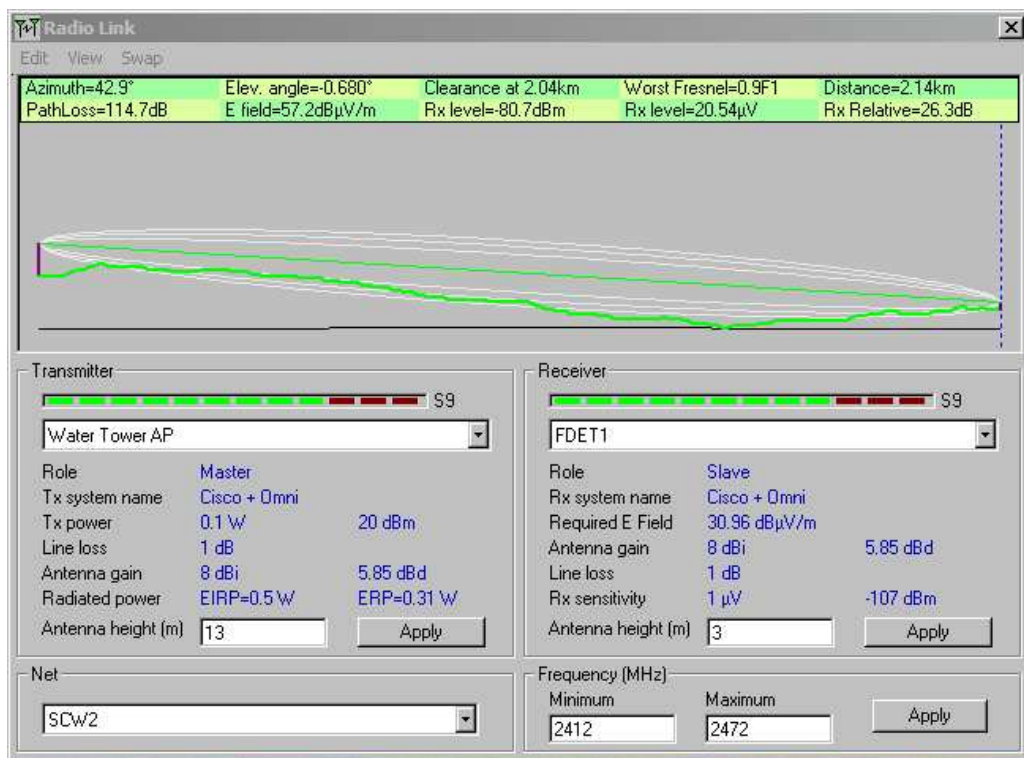 Radio Link
Edit View Swap
Azimuth=42.9° Elev. angle=-0.680° Clearance at 2.04km Worst Fresnel=0.9F1 Distance=2.14km
PathLoss=114.7dB E field=57.2dBµV/m Rx level=-80.7dBm Rx level=20.54µV Rx Relative=26.3dB
Transmitter
S9
Water Tower AP
Role Master
Tx system name Cisco + Omni
Tx power 0.1 W 20 dBm
Line loss 1 dB
Antenna gain 8 dBi 5.85 dBd
Radiated power EIRP=0.5 W ERP=0.31 W
Antenna height (m) 13 Apply
Receiver
S9
FDET1
Role Slave
Rx system name Cisco + Omni
Required E Field 30.96 dBµV/m
Antenna gain 8 dBi 5.85 dBd
Line loss 1 dB
Rx sensitivity 1 µV -107 dBm
Antenna height (m) 3 Apply
Net
SCW2
Frequency (MHz)
Minimum Maximum
2412 2472 Apply